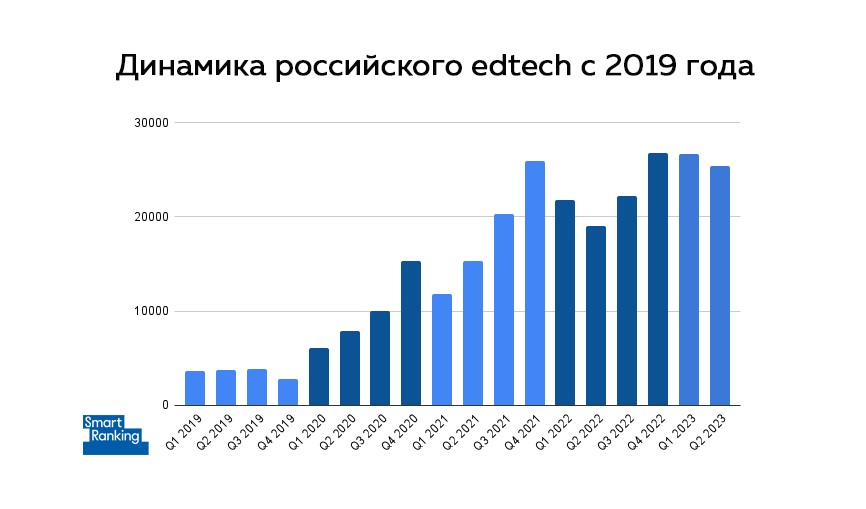 Динамика российского edtech с 2019 года
30000
20000
10000
0
Q1 2019
Q2 2019
Q3 2019
Q4 2019
Q1 2020
Q2 2020
Q3 2020
Q4 2020
Q1 2021
Q2 2021
Q3 2021
Q4 2021
Q1 2022
Q2 2022
Q3 2022
Q4 2022
Q1 2023
Q2 2023
Smart
Ranking